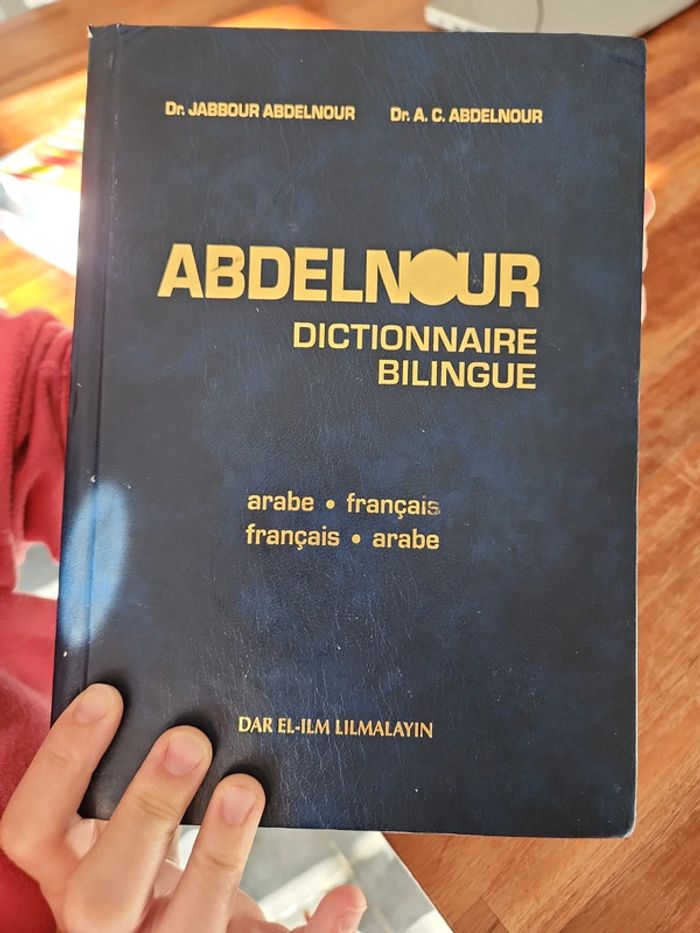 Dr. JABBOUR ABDELNOUR Dr. A. C. ABDELNOUR
ABDELNOUR
DICTIONNAIRE
BILINGUE
arabe • français
français • arabe
DAR EL-ILM LILMALAYIN